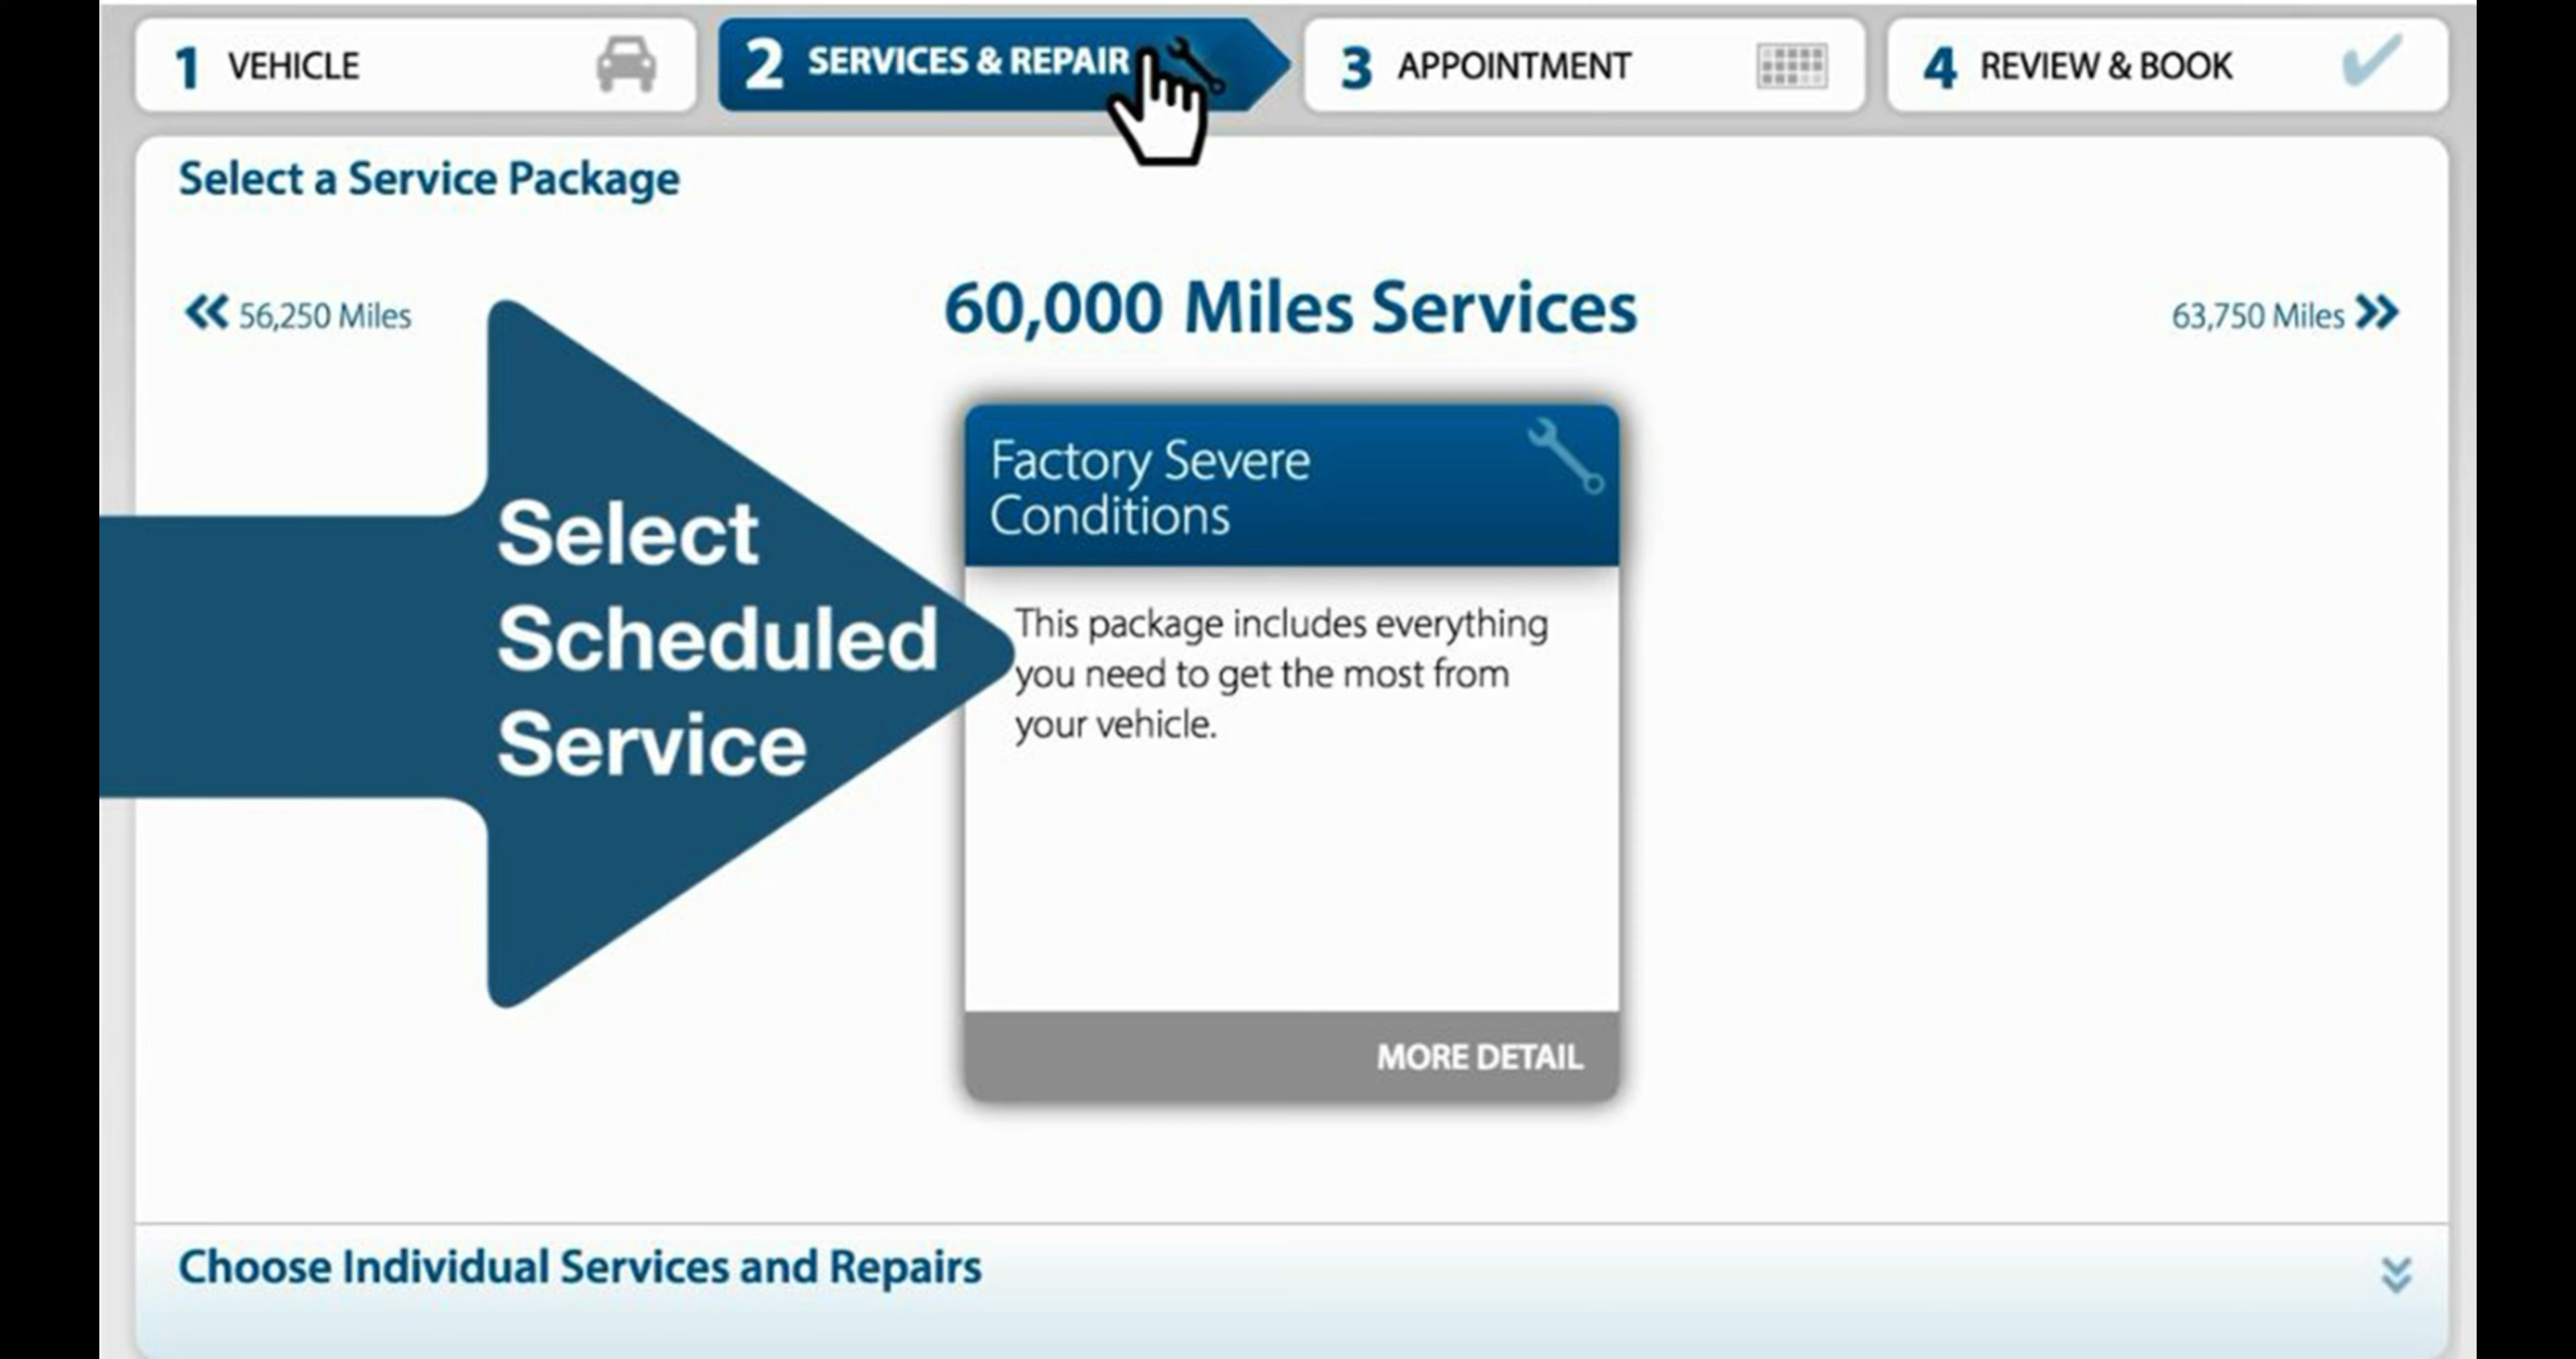 1 VEHICLE
2 SERVICES & REPAIR
3 APPOINTMENT
4 REVIEW & BOOK
Select a Service Package
56,250 Miles
60,000 Miles Services
63,750 Miles
Select
Scheduled
Service
Factory Severe
Conditions
This package includes everything
you need to get the most from
your vehicle.
MORE DETAIL
Choose Individual Services and Repairs